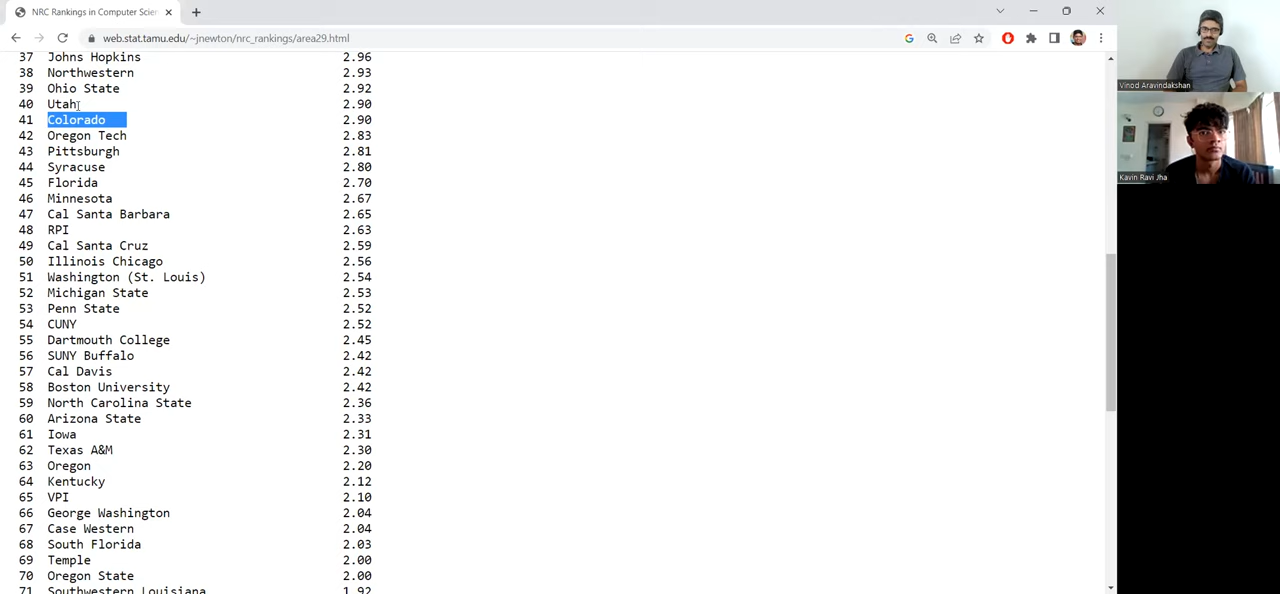 NRC Rankings in Computer Scien
web.stat.tamu.edu/~jnewton/nrc_rankings/area29.html
37 Johns Hopkins 2.96
38 Northwestern 2.93
39 Ohio State 2.92
40 Utah 2.90
41 Colorado 2.90
42 Oregon Tech 2.83
43 Pittsburgh 2.81
44 Syracuse 2.80
45 Florida 2.70
46 Minnesota 2.67
47 Cal Santa Barbara 2.65
48 RPI 2.63
49 Cal Santa Cruz 2.59
50 Illinois Chicago 2.56
51 Washington (St. Louis) 2.54
52 Michigan State 2.53
53 Penn State 2.52
54 CUNY 2.52
55 Dartmouth College 2.45
56 SUNY Buffalo 2.42
57 Cal Davis 2.42
58 Boston University 2.42
59 North Carolina State 2.36
60 Arizona State 2.33
61 Iowa 2.31
62 Texas A&M 2.30
63 Oregon 2.20
64 Kentucky 2.12
65 VPI 2.10
66 George Washington 2.04
67 Case Western 2.04
68 South Florida 2.03
69 Temple 2.00
70 Oregon State 2.00
71 Southwestern Louisiana 1.92
Vinod Aravindakshan
Kavin Ravi Jha